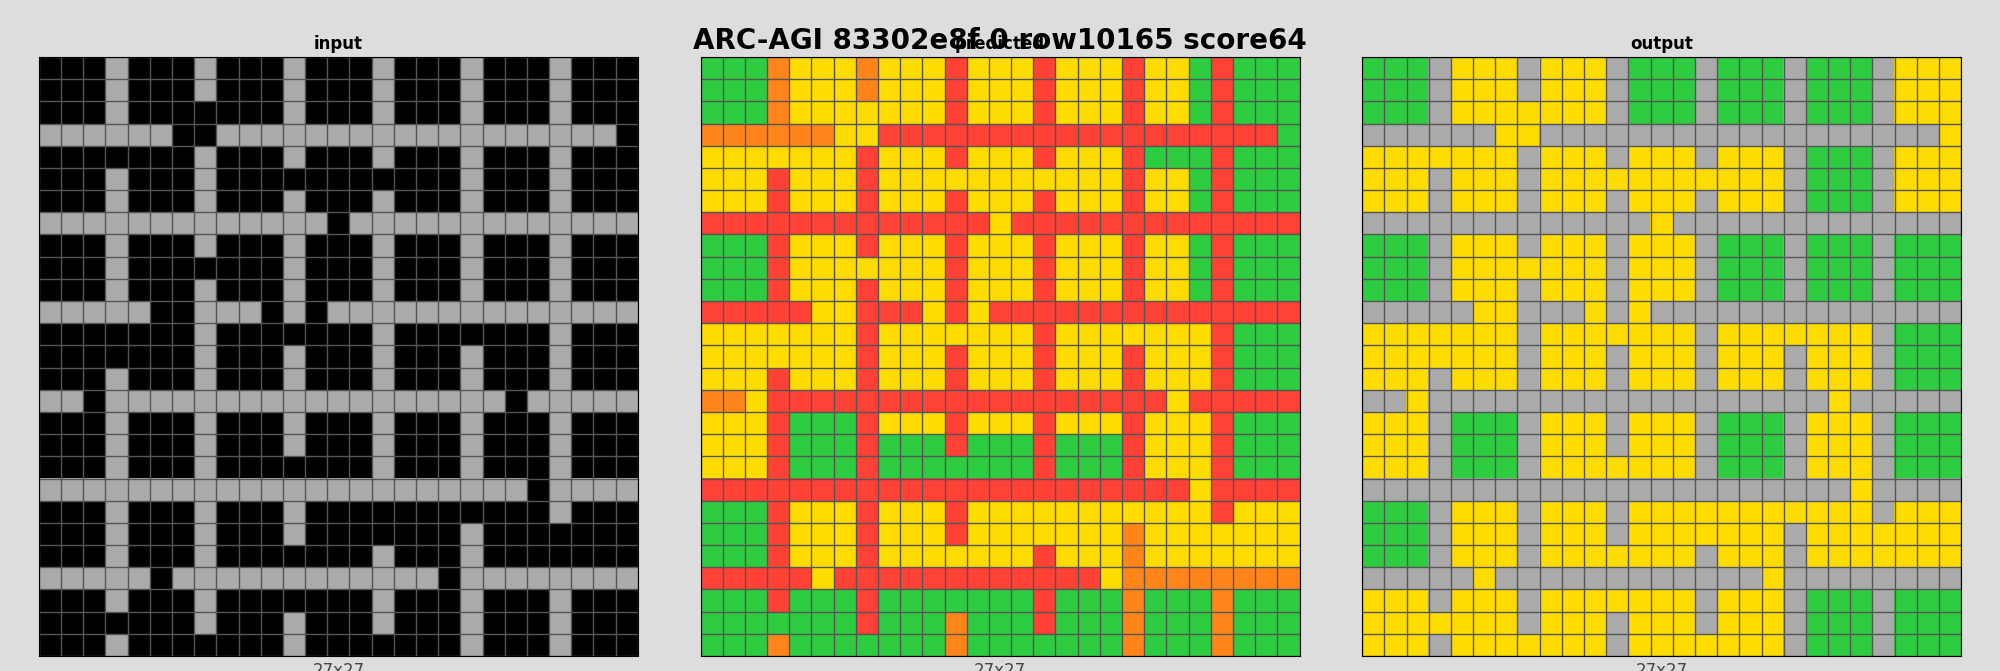 ARC-AGI 83302e8f.0 row10165 score64
input
predicted
output
27x27
27x27
27x27